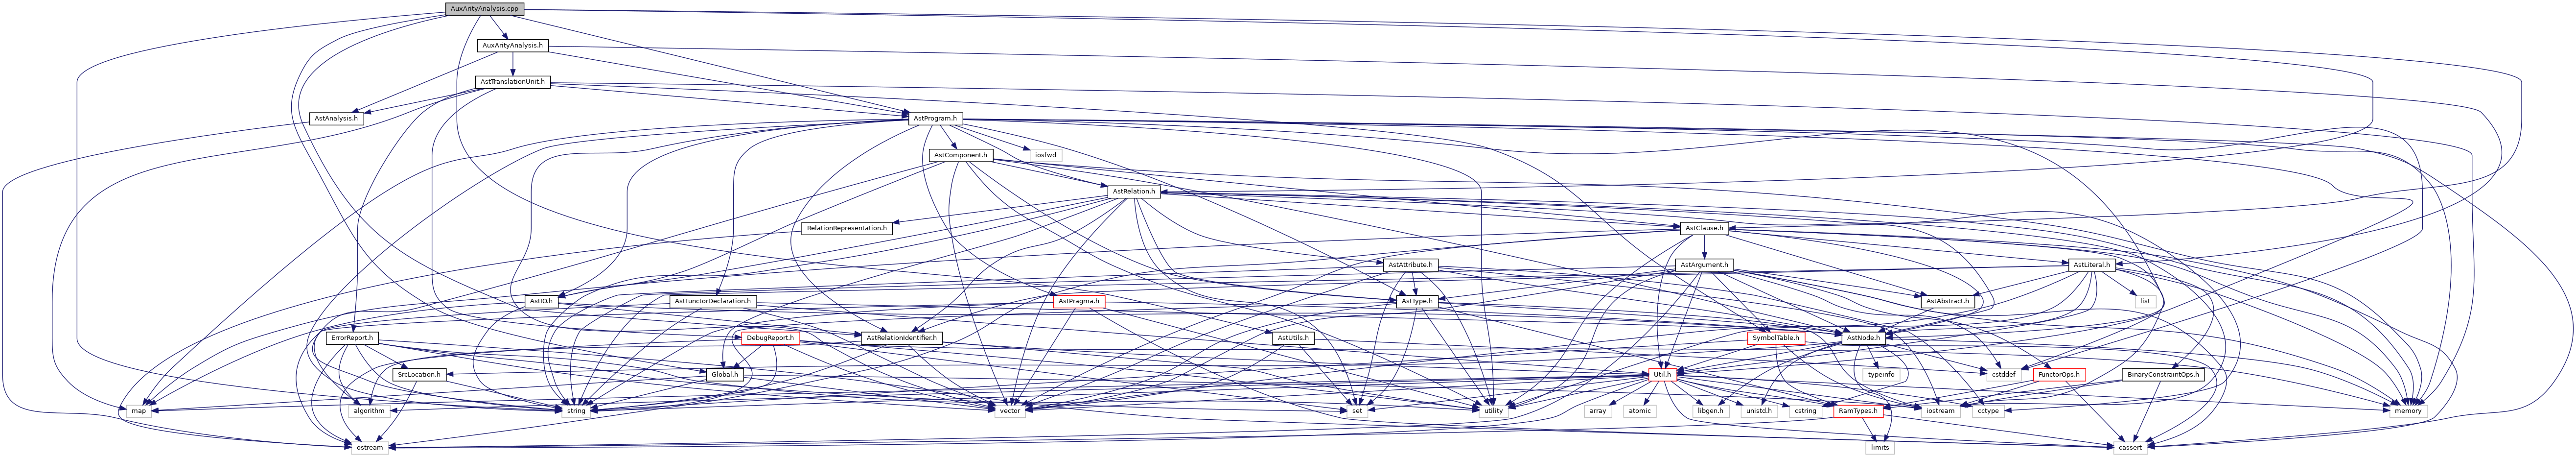 AuxArityAnalysis.cpp
AuxArityAnalysis.h
AstTranslationUnit.h
AstAnalysis.h
AstProgram.h
AstComponent.h
iosfwd
AstRelation.h
RelationRepresentation.h
AstClause.h
AstAttribute.h
AstArgument.h
AstLiteral.h
AstIO.h
AstFunctorDeclaration.h
AstPragma.h
AstType.h
AstAbstract.h
list
ErrorReport.h
DebugReport.h
AstRelationIdentifier.h
AstUtils.h
SymbolTable.h
AstNode.h
SrcLocation.h
Global.h
Util.h
typeinfo
cstddef
FunctorOps.h
BinaryConstraintOps.h
map
algorithm
string
vector
set
utility
array
atomic
libgen.h
unistd.h
cstring
RamTypes.h
iostream
cctype
memory
ostream
limits
cassert